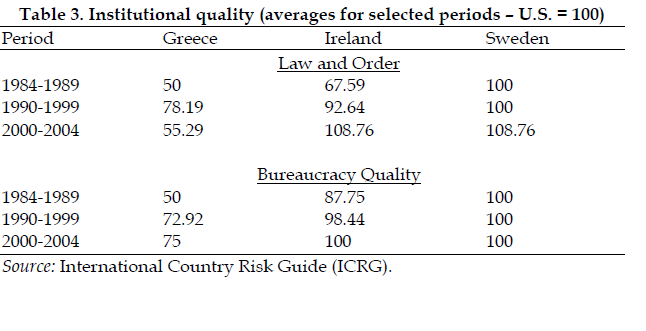 Table 3. Institutional quality (averages for selected periods – U.S. = 100)
Period Greece Ireland Sweden
Law and Order
1984-1989 50 67.59 100
1990-1999 78.19 92.64 100
2000-2004 55.29 108.76 108.76
Bureaucracy Quality
1984-1989 50 87.75 100
1990-1999 72.92 98.44 100
2000-2004 75 100 100
Source: International Country Risk Guide (ICRG).